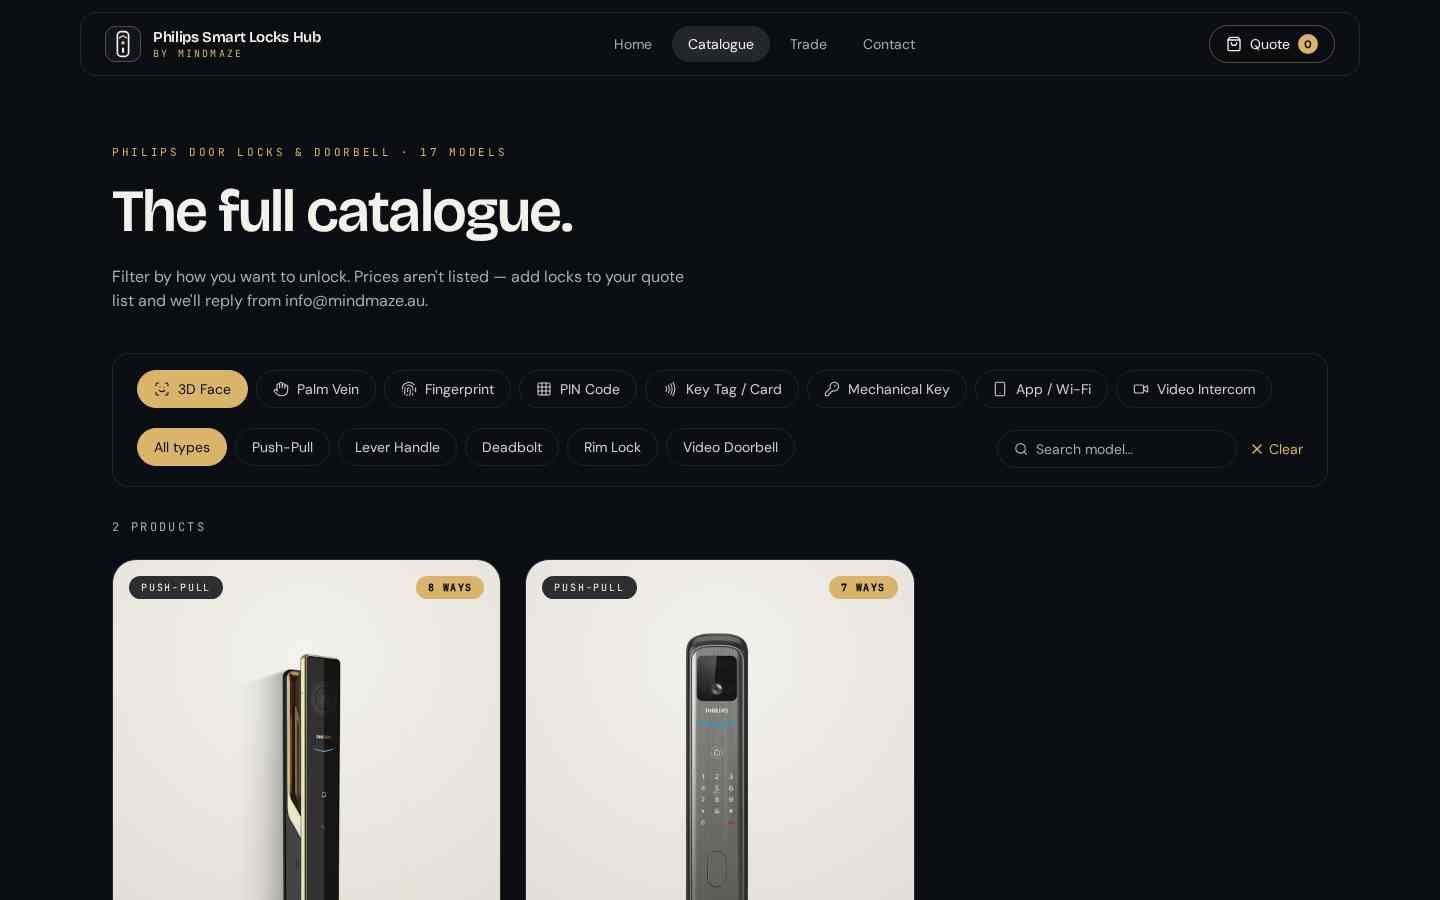 Philips Smart Locks Hub
BY MINDMAZE
Home
Catalogue
Trade
Contact
Quote 0
PHILIPS DOOR LOCKS & DOORBELL · 17 MODELS
The full catalogue.
Filter by how you want to unlock. Prices aren't listed — add locks to your quote
list and we'll reply from info@mindmaze.au.
3D Face
Palm Vein
Fingerprint
PIN Code
Key Tag / Card
Mechanical Key
App / Wi-Fi
Video Intercom
All types
Push-Pull
Lever Handle
Deadbolt
Rim Lock
Video Doorbell
Search model...
Clear
2 PRODUCTS
PUSH-PULL
8 WAYS
PUSH-PULL
7 WAYS
PHILIPS
1 2 3